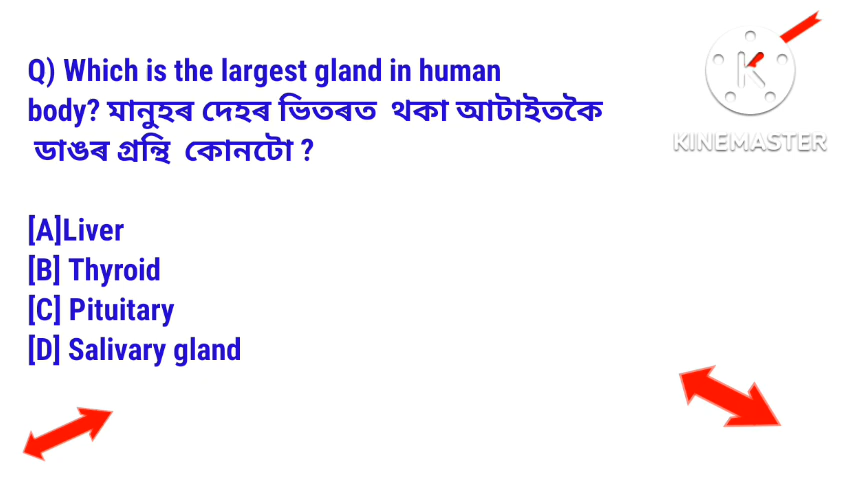 Q) Which is the largest gland in human
body? মানুহৰ দেহৰ ভিতৰত থকা আটাইতকৈ
ডাঙৰ গ্ৰন্থি কোনটো ?
[A]Liver
[B] Thyroid
[C] Pituitary
[D] Salivary gland
K
KINEMASTER